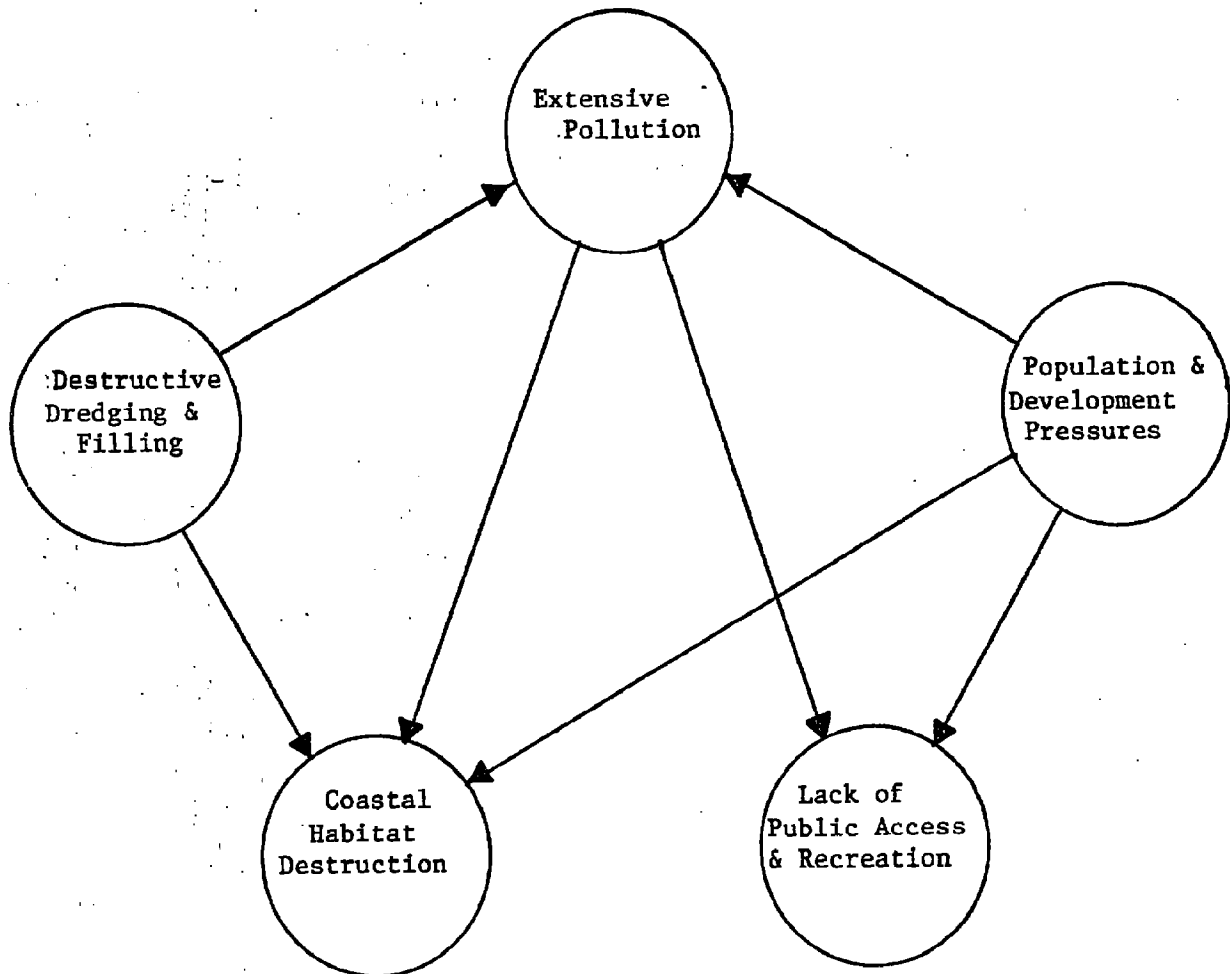 Extensive
Pollution
Destructive
Dredging &
Filling
Population &
Development
Pressures
Coastal
Habitat
Destruction
Lack of
Public Access
& Recreation